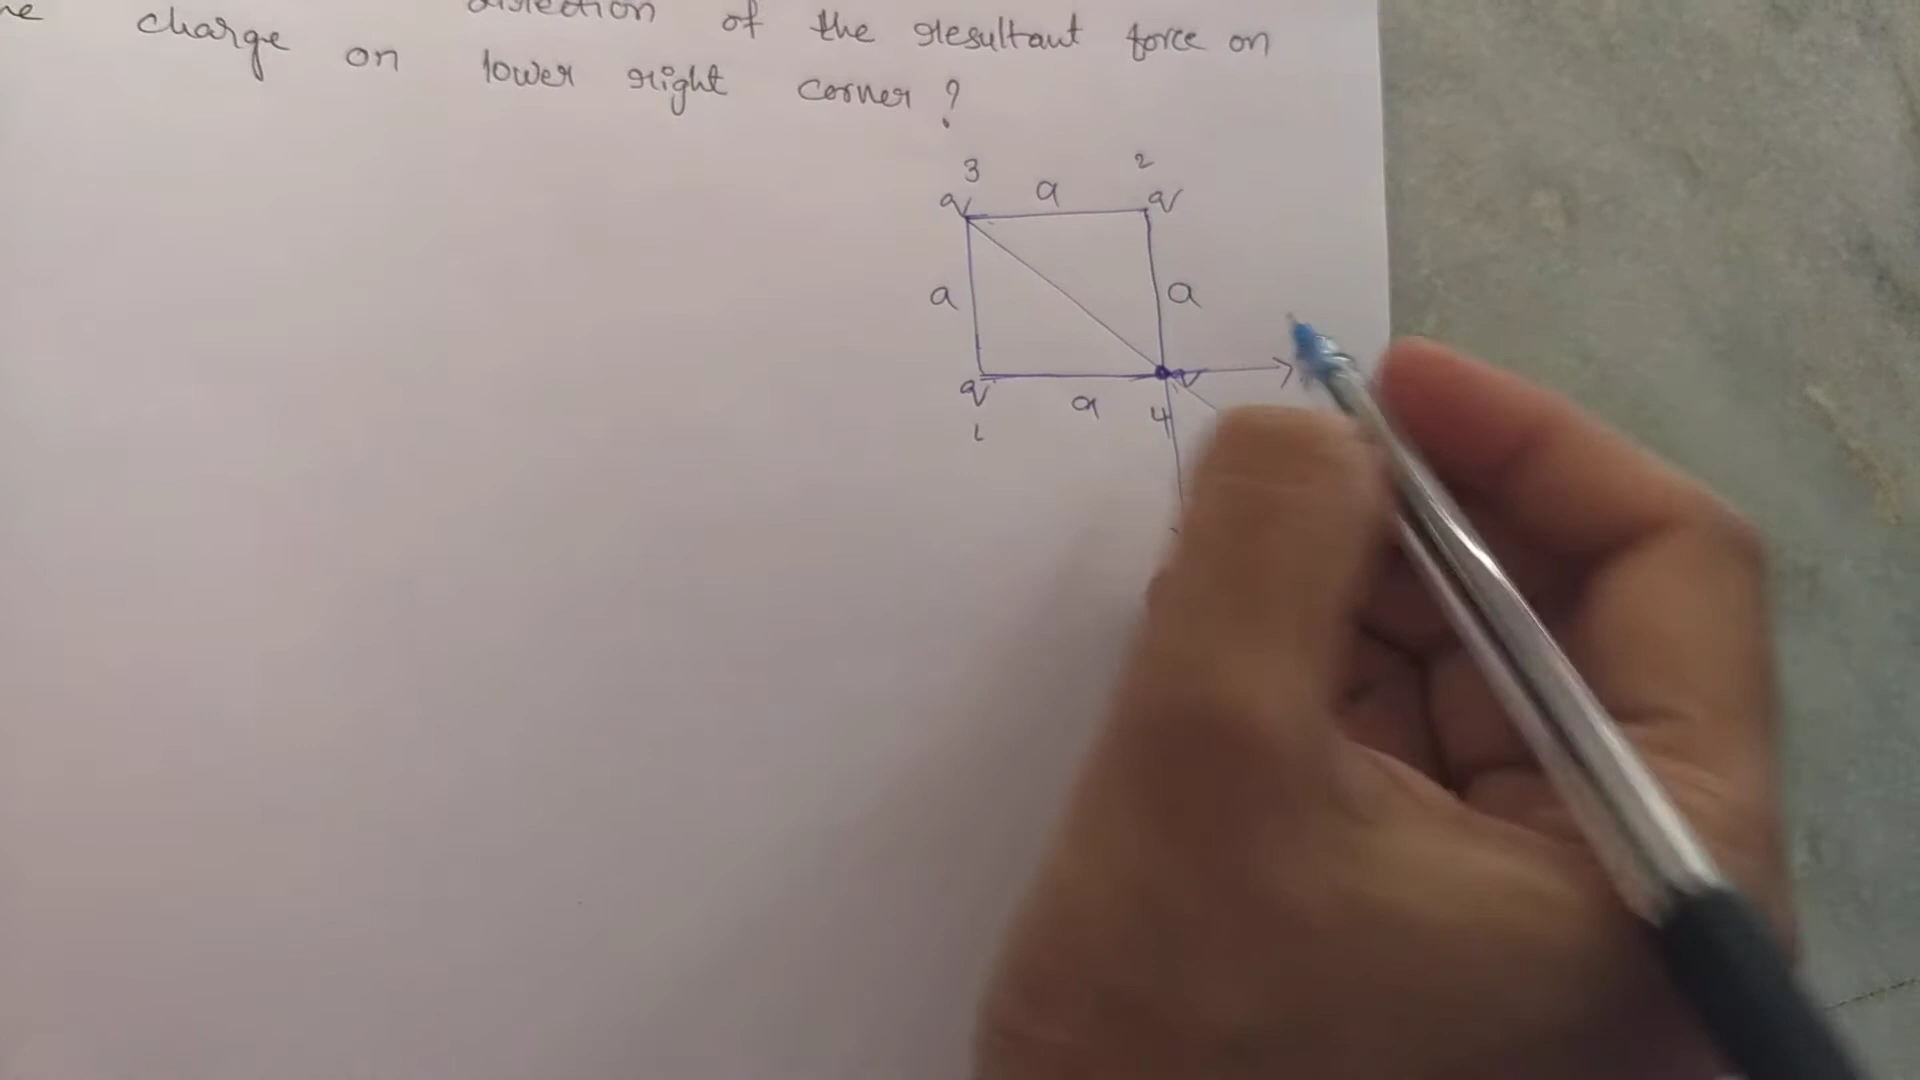 direction of the resultant force on
charge on lower right corner ?
3 2
q a q
a a
q a q
1 4